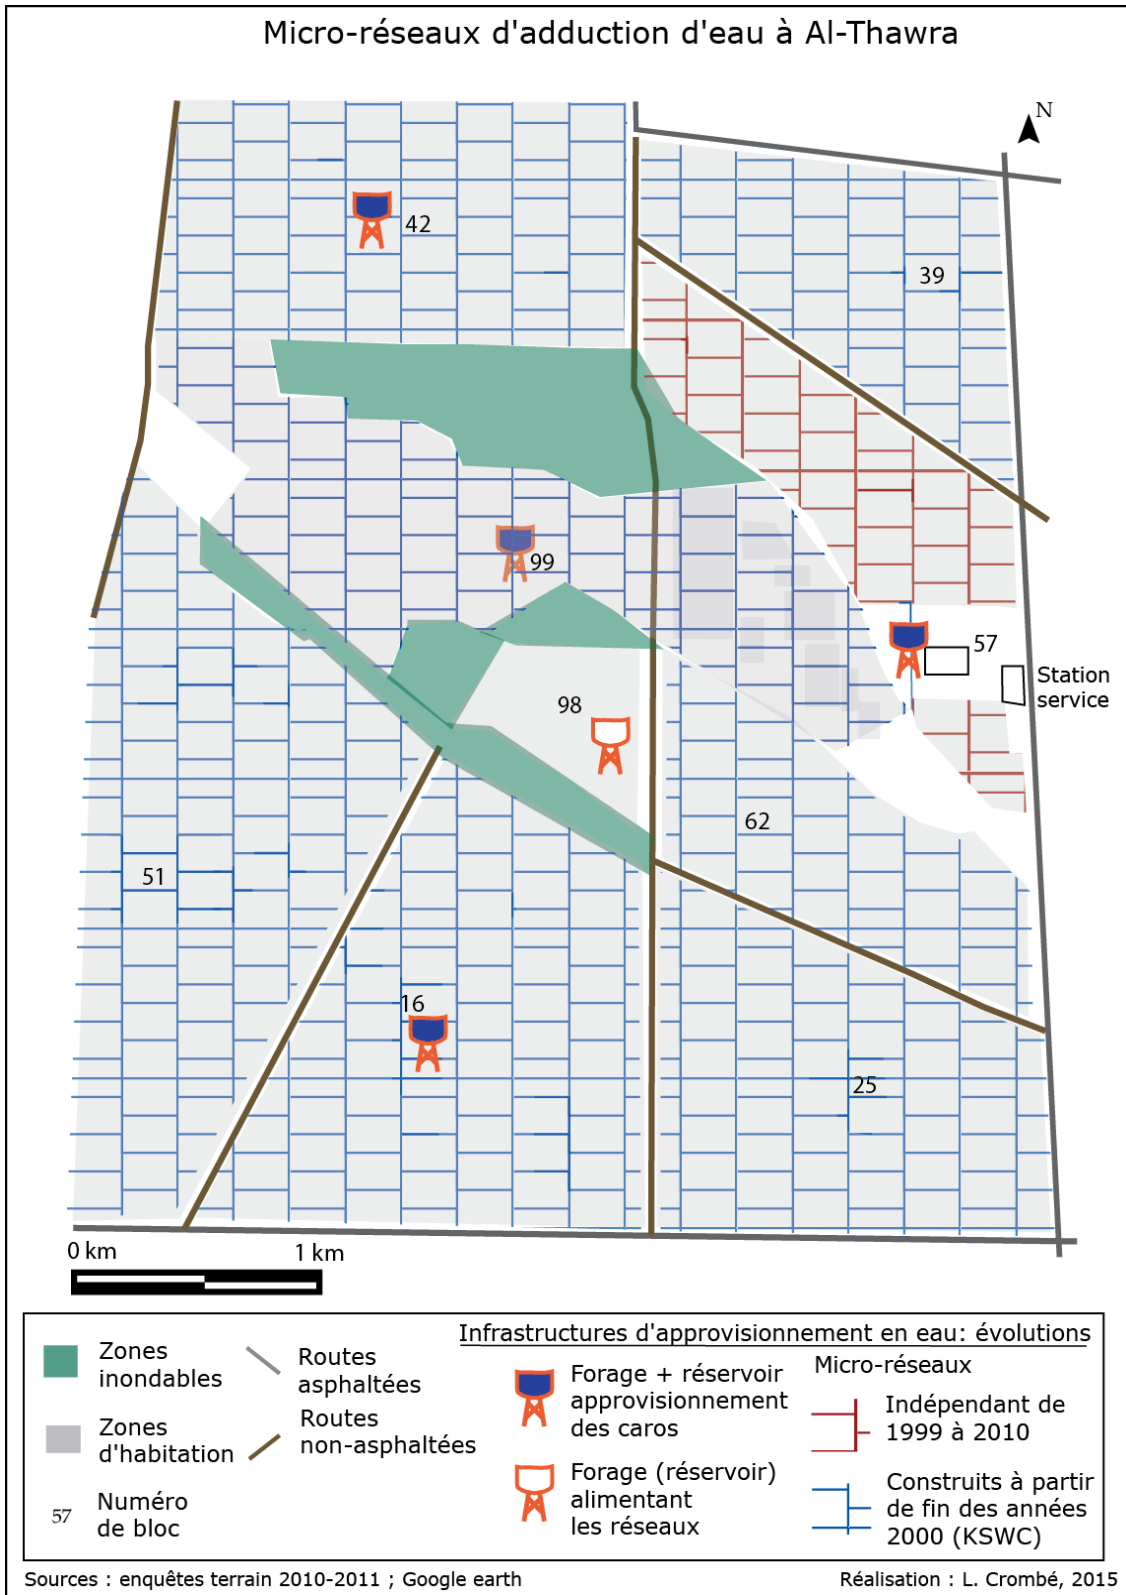 Micro-réseaux d'adduction d'eau à Al-Thawra
N
42
39
99
57
Station
service
98
62
51
16
25
0 km
1 km
Zones
inondables
Zones
d'habitation
57
Numéro
de bloc
Routes
asphaltées
Routes
non-asphaltées
Infrastructures d'approvisionnement en eau: évolutions
Forage + réservoir
approvisionnement
des caros
Forage (réservoir)
alimentant
les réseaux
Micro-réseaux
Indépendant de
1999 à 2010
Construits à partir
de fin des années
2000 (KSWC)
Sources : enquêtes terrain 2010-2011 ; Google earth
Réalisation : L. Crombé, 2015